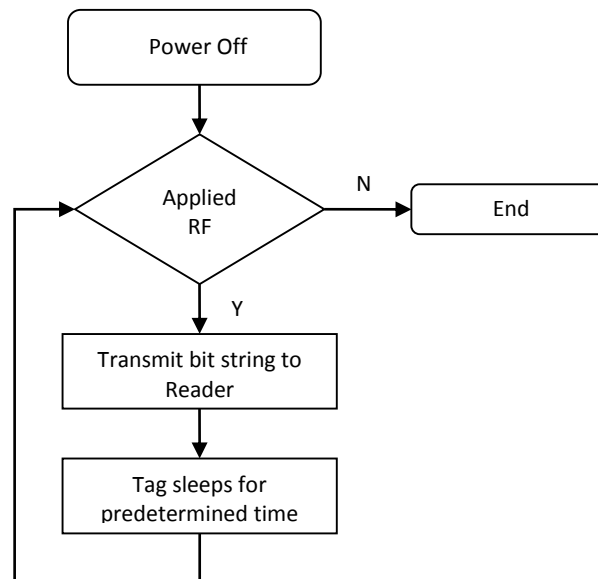 Power Off
Applied
RF
N
End
Y
Transmit bit string to
Reader
Tag sleeps for
predetermined time